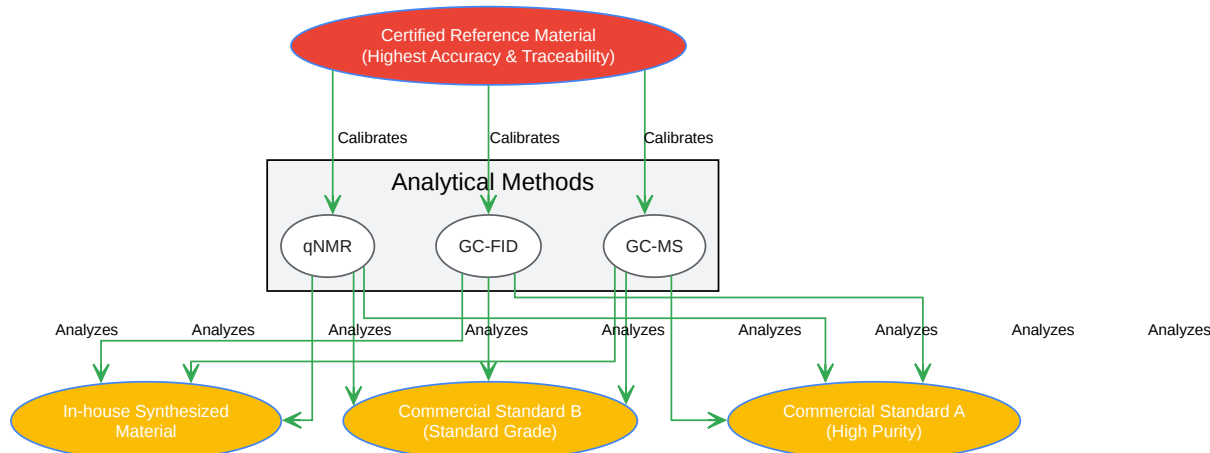 Certified Reference Material
(Highest Accuracy & Traceability)
Calibrates
Calibrates
Calibrates
Analytical Methods
qNMR
GC-FID
GC-MS
Analyzes
Analyzes
Analyzes
Analyzes
Analyzes
Analyzes
Analyzes
Analyzes
Analyzes
In-house Synthesized
Material
Commercial Standard B
(Standard Grade)
Commercial Standard A
(High Purity)